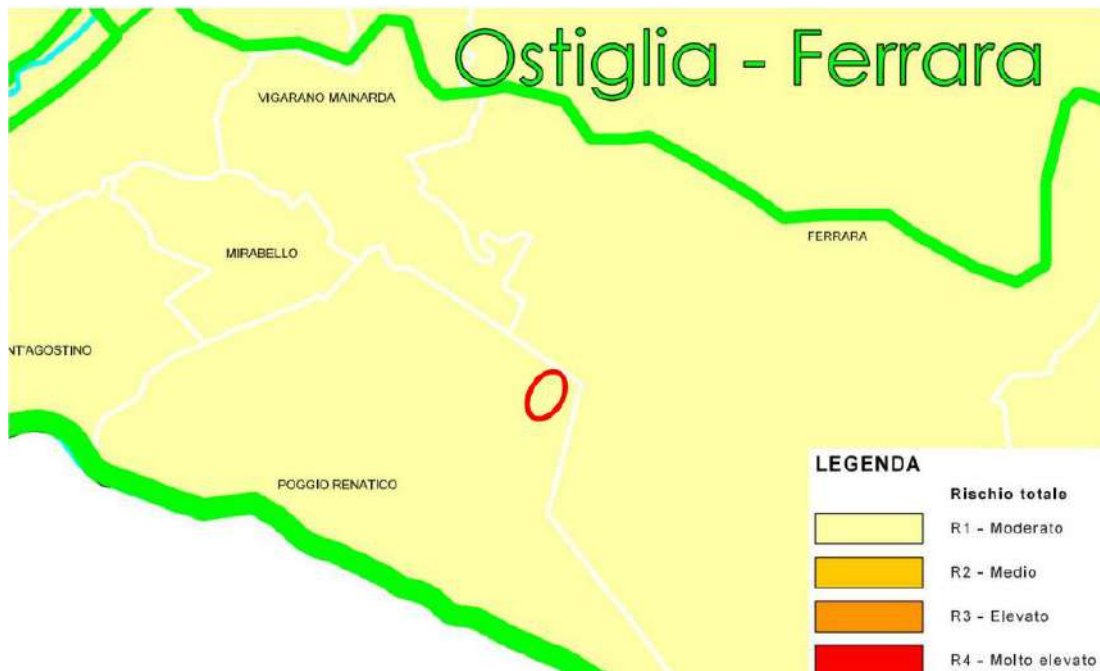 Ostiglia - Ferrara
VIGARANO MAINARDA
FERRARA
MIRABELLO
NT'AGOSTINO
POGGIO RENATICO
LEGENDA
Rischio totale
R1 - Moderato
R2 - Medio
R3 - Elevato
R4 - Molto elevato